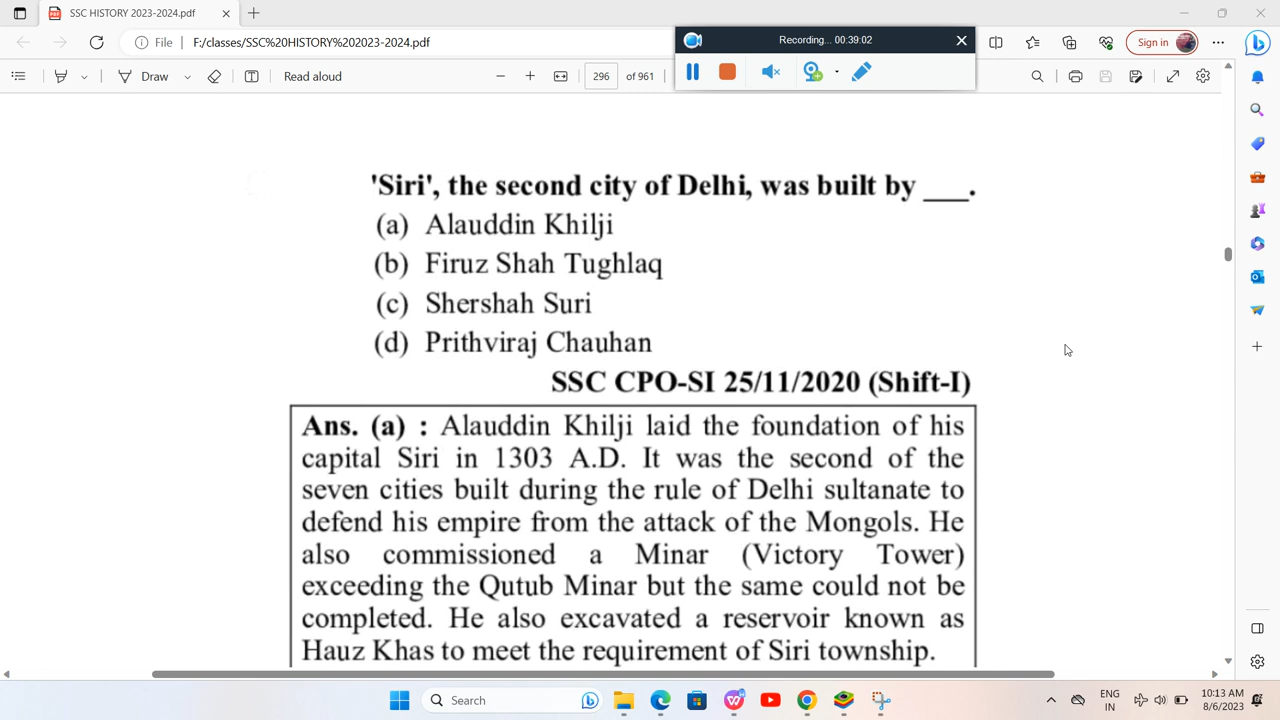 SSC HISTORY 2023-2024.pdf
Recording... 00:39:02
File
F:/classes/SSC%20HISTORY%202023-2024.pdf
Sign in
Draw
Read aloud
296 of 961
'Siri', the second city of Delhi, was built by ___.
(a) Alauddin Khilji
(b) Firuz Shah Tughlaq
(c) Shershah Suri
(d) Prithviraj Chauhan
SSC CPO-SI 25/11/2020 (Shift-I)
Ans. (a) : Alauddin Khilji laid the foundation of his
capital Siri in 1303 A.D. It was the second of the
seven cities built during the rule of Delhi sultanate to
defend his empire from the attack of the Mongols. He
also commissioned a Minar (Victory Tower)
exceeding the Qutub Minar but the same could not be
completed. He also excavated a reservoir known as
Hauz Khas to meet the requirement of Siri township.
Search
ENG
IN
10:13 AM
8/6/2023